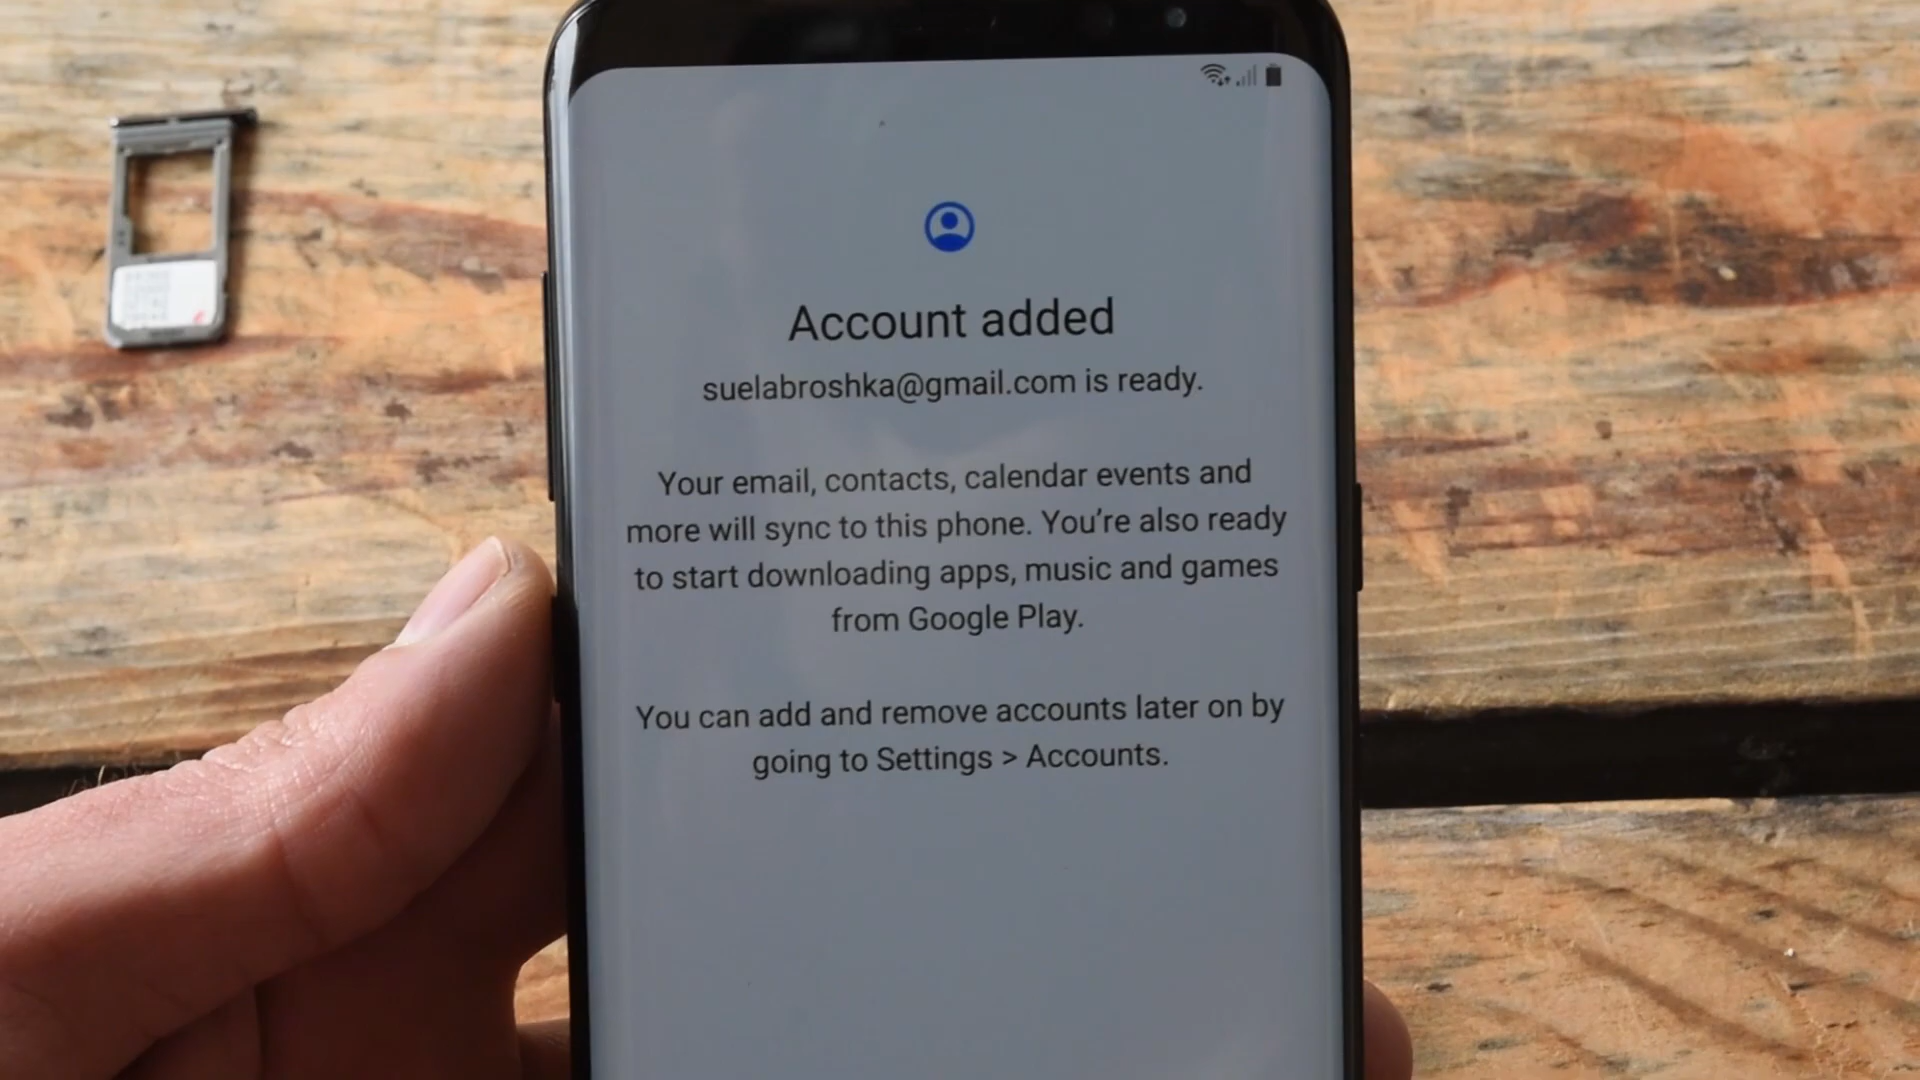 Account added
suelabroshka@gmail.com is ready.
Your email, contacts, calendar events and
more will sync to this phone. You’re also ready
to start downloading apps, music and games
from Google Play.
You can add and remove accounts later on by
going to Settings > Accounts.